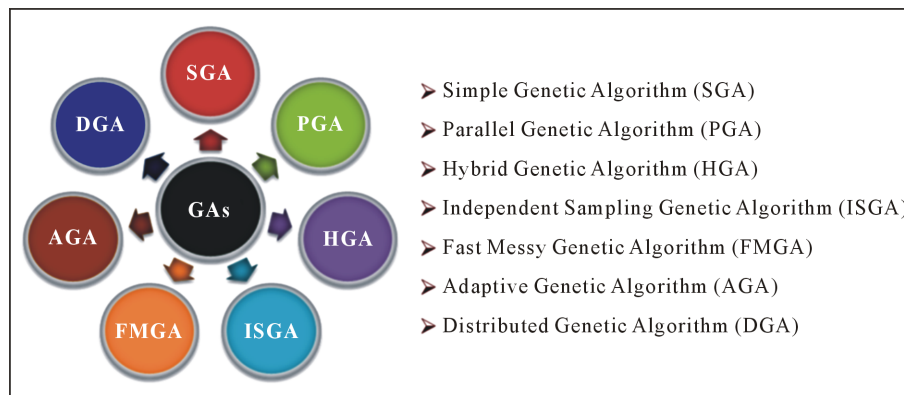 SGA
DGA
PGA
GAs
AGA
HGA
FMGA
ISGA
Simple Genetic Algorithm (SGA)
Parallel Genetic Algorithm (PGA)
Hybrid Genetic Algorithm (HGA)
Independent Sampling Genetic Algorithm (ISGA)
Fast Messy Genetic Algorithm (FMGA)
Adaptive Genetic Algorithm (AGA)
Distributed Genetic Algorithm (DGA)